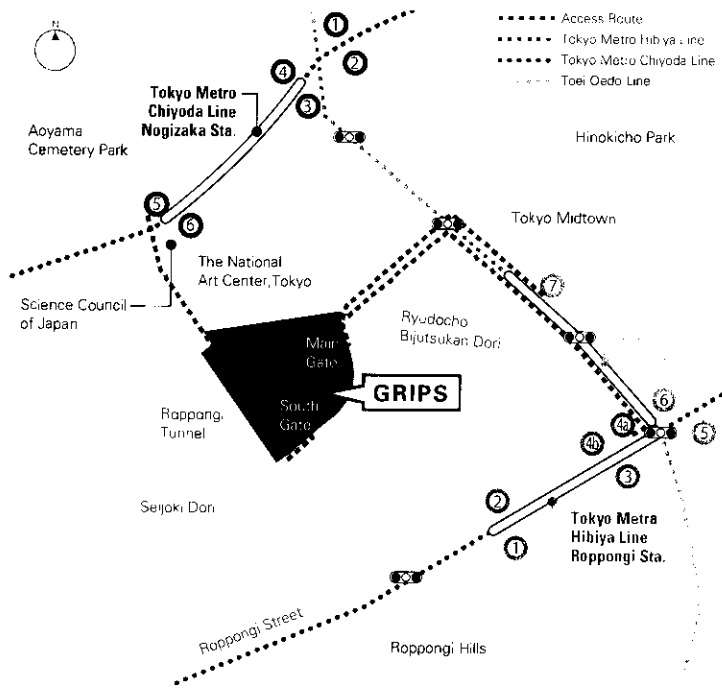 N
Access Route
Tokyo Metro Hibiya Line
Tokyo Metro Chiyoda Line
Toei Oedo Line
1
2
4
3
Tokyo Metro
Chiyoda Line
Nogizaka Sta.
Aoyama
Cemetery Park
Hinokicho Park
5
6
Tokyo Midtown
The National
Art Center, Tokyo
Science Council
of Japan
7
Ryudocho
Bijutsukan Dori
Main
Gate
GRIPS
South
Gate
Roppongi
Tunnel
6
4a
5
4b
3
Seijoki Dori
2
1
Tokyo Metra
Hibiya Line
Roppongi Sta.
Roppongi Street
Roppongi Hills